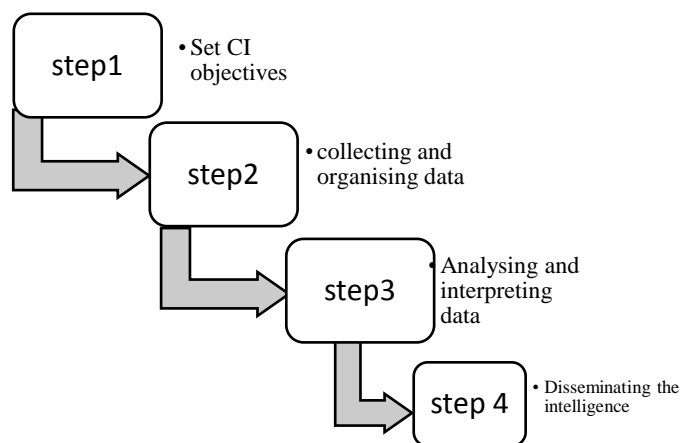 step1
• Set CI
objectives
step2
• collecting and
organising data
step3
• Analysing and
interpreting
data
step 4
• Disseminating the
intelligence